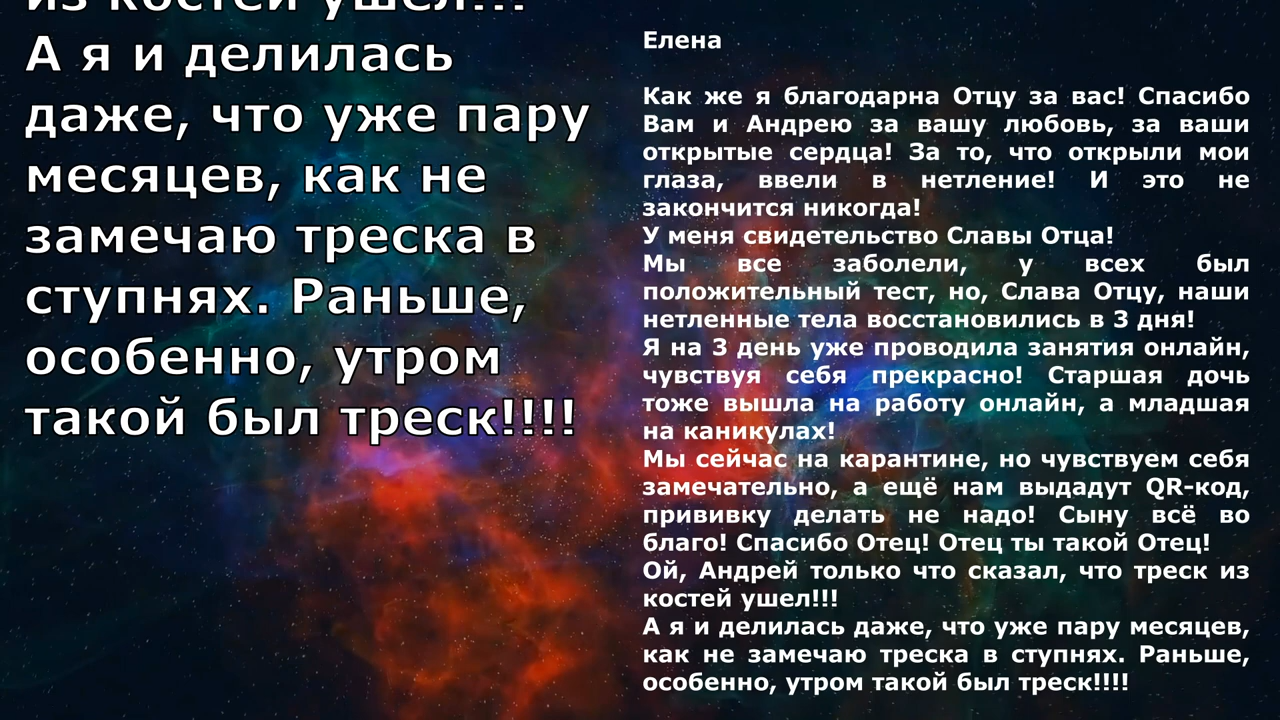 из костей ушел!!!
А я и делилась
даже, что уже пару
месяцев, как не
замечаю треска в
ступнях. Раньше,
особенно, утром
такой был треск!!!!
Елена
Как же я благодарна Отцу за вас! Спасибо
Вам и Андрею за вашу любовь, за ваши
открытые сердца! За то, что открыли мои
глаза, ввели в нетление! И это не
закончится никогда!
У меня свидетельство Славы Отца!
Мы все заболели, у всех был
положительный тест, но, Слава Отцу, наши
нетленные тела восстановились в 3 дня!
Я на 3 день уже проводила занятия онлайн,
чувствуя себя прекрасно! Старшая дочь
тоже вышла на работу онлайн, а младшая
на каникулах!
Мы сейчас на карантине, но чувствуем себя
замечательно, а ещё нам выдадут QR-код,
прививку делать не надо! Сыну всё во
благо! Спасибо Отец! Отец ты такой Отец!
Ой, Андрей только что сказал, что треск из
костей ушел!!!
А я и делилась даже, что уже пару месяцев,
как не замечаю треска в ступнях. Раньше,
особенно, утром такой был треск!!!!